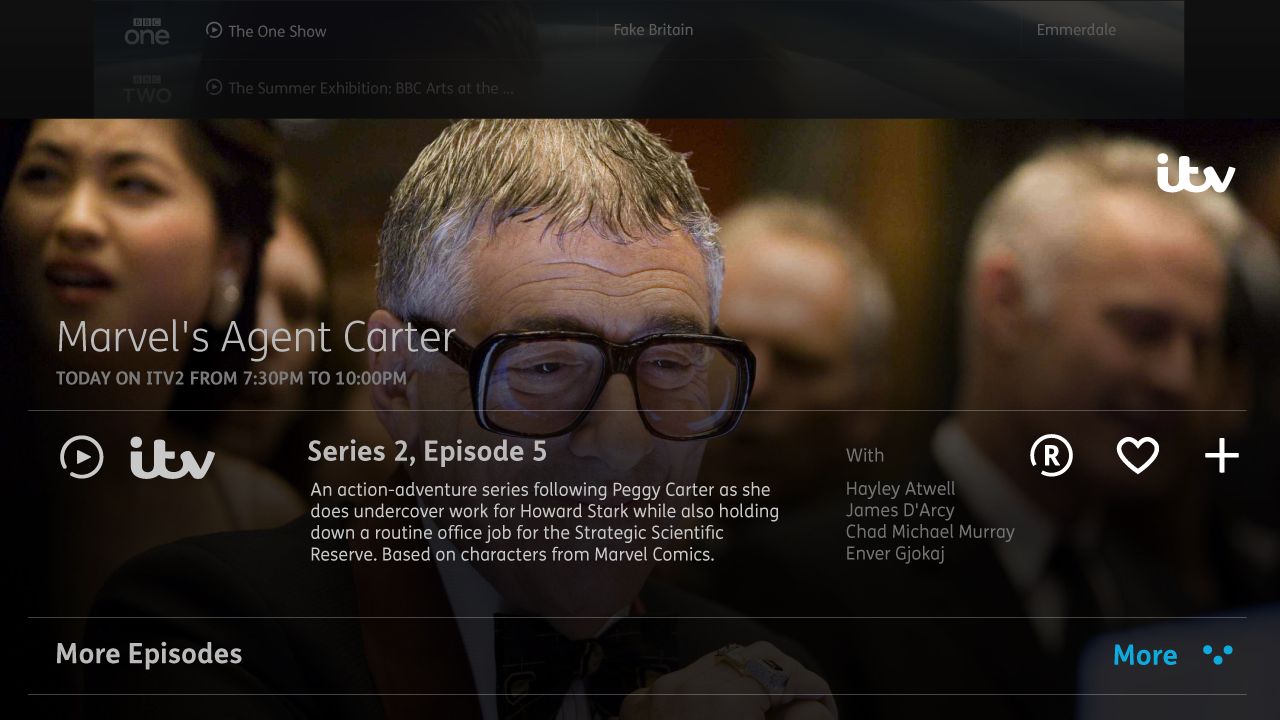 BBC one
The One Show
Fake Britain
Emmerdale
BBC TWO
The Summer Exhibition: BBC Arts at the ...
itv
Marvel's Agent Carter
TODAY ON ITV2 FROM 7:30PM TO 10:00PM
itv
Series 2, Episode 5
An action-adventure series following Peggy Carter as she
does undercover work for Howard Stark while also holding
down a routine office job for the Strategic Scientific
Reserve. Based on characters from Marvel Comics.
With
Hayley Atwell
James D'Arcy
Chad Michael Murray
Enver Gjokaj
R
More Episodes
More